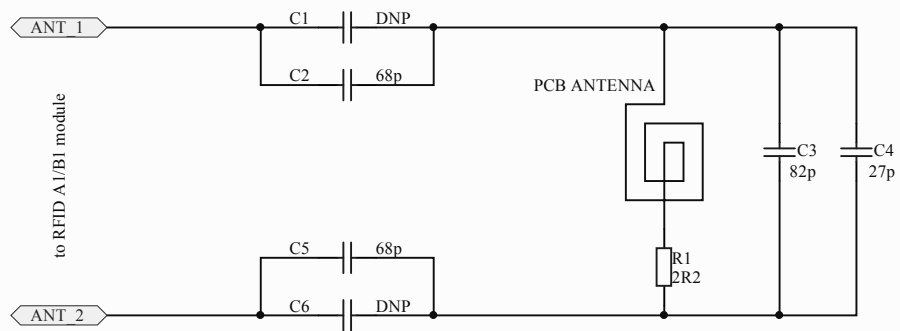 ANT_1
C1 DNP
C2 68p
PCB ANTENNA
to RFID A1/B1 module
C3
82p
C4
27p
C5 68p
R1
2R2
C6 DNP
ANT_2